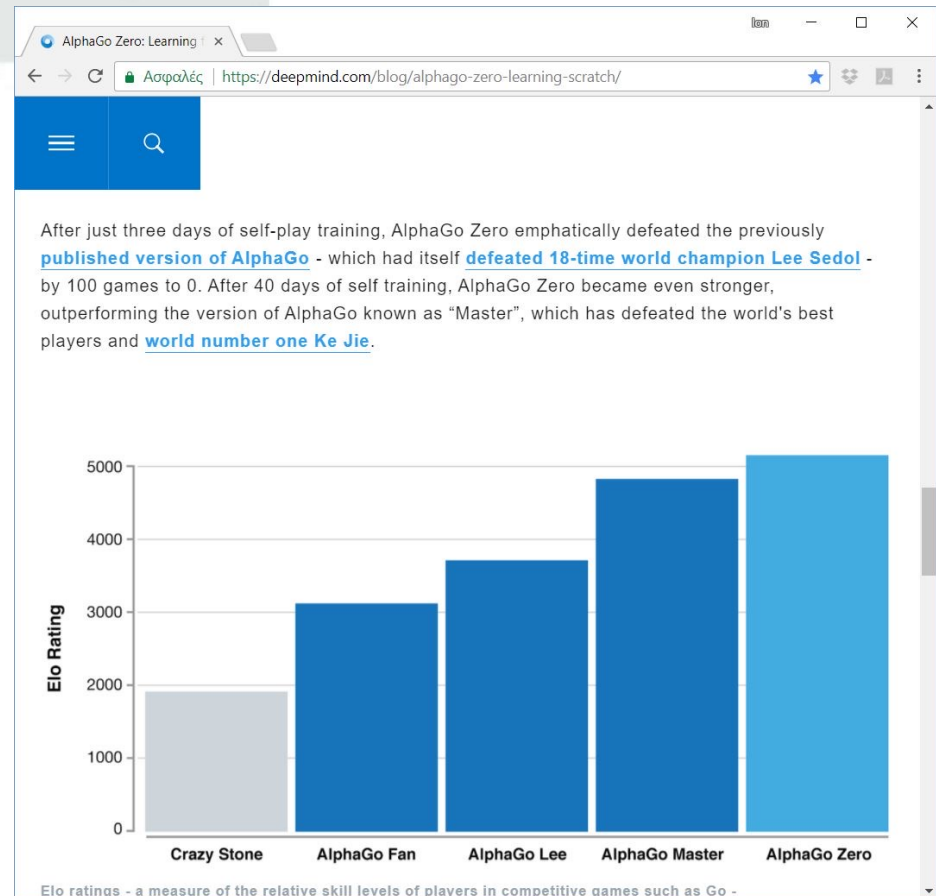 Ion
AlphaGo Zero: Learning f
Ασφαλές | https://deepmind.com/blog/alphago-zero-learning-scratch/
After just three days of self-play training, AlphaGo Zero emphatically defeated the previously
published version of AlphaGo - which had itself defeated 18-time world champion Lee Sedol -
by 100 games to 0. After 40 days of self training, AlphaGo Zero became even stronger,
outperforming the version of AlphaGo known as “Master”, which has defeated the world's best
players and world number one Ke Jie.
5000
4000
3000
2000
1000
0
Elo Rating
Crazy Stone AlphaGo Fan AlphaGo Lee AlphaGo Master AlphaGo Zero
Elo ratings - a measure of the relative skill levels of players in competitive games such as Go -